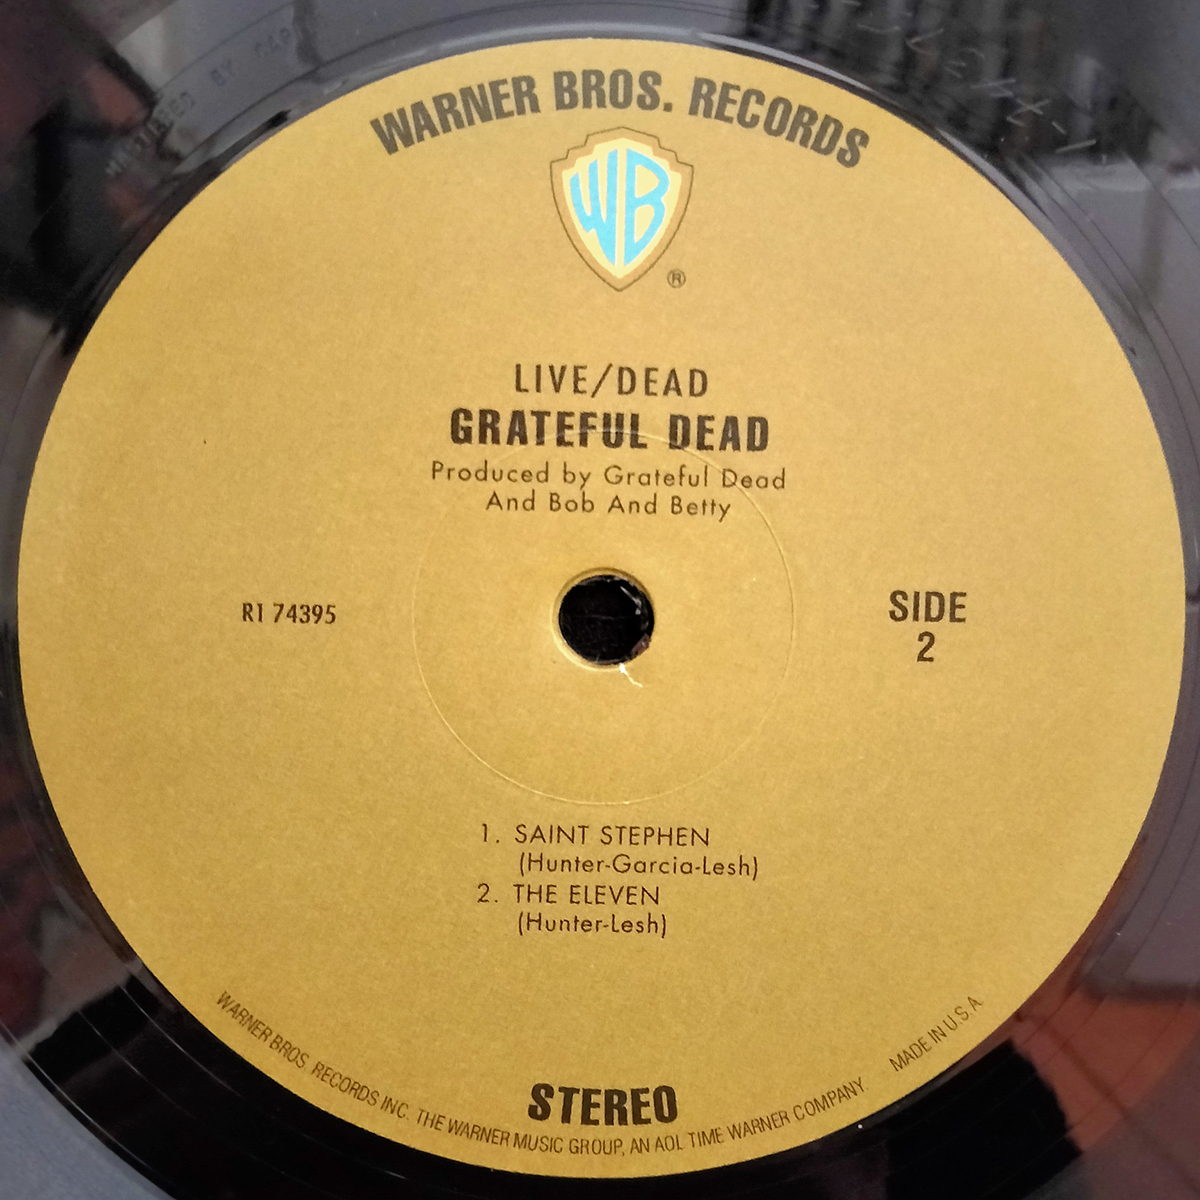 WARNER BROS. RECORDS
WB
®
LIVE/DEAD
GRATEFUL DEAD
Produced by Grateful Dead
And Bob And Betty
R1 74395
SIDE
2
1. SAINT STEPHEN
(Hunter-Garcia-Lesh)
2. THE ELEVEN
(Hunter-Lesh)
STEREO
WARNER BROS. RECORDS INC. THE WARNER MUSIC GROUP, AN AOL TIME WARNER COMPANY. MADE IN U.S.A.